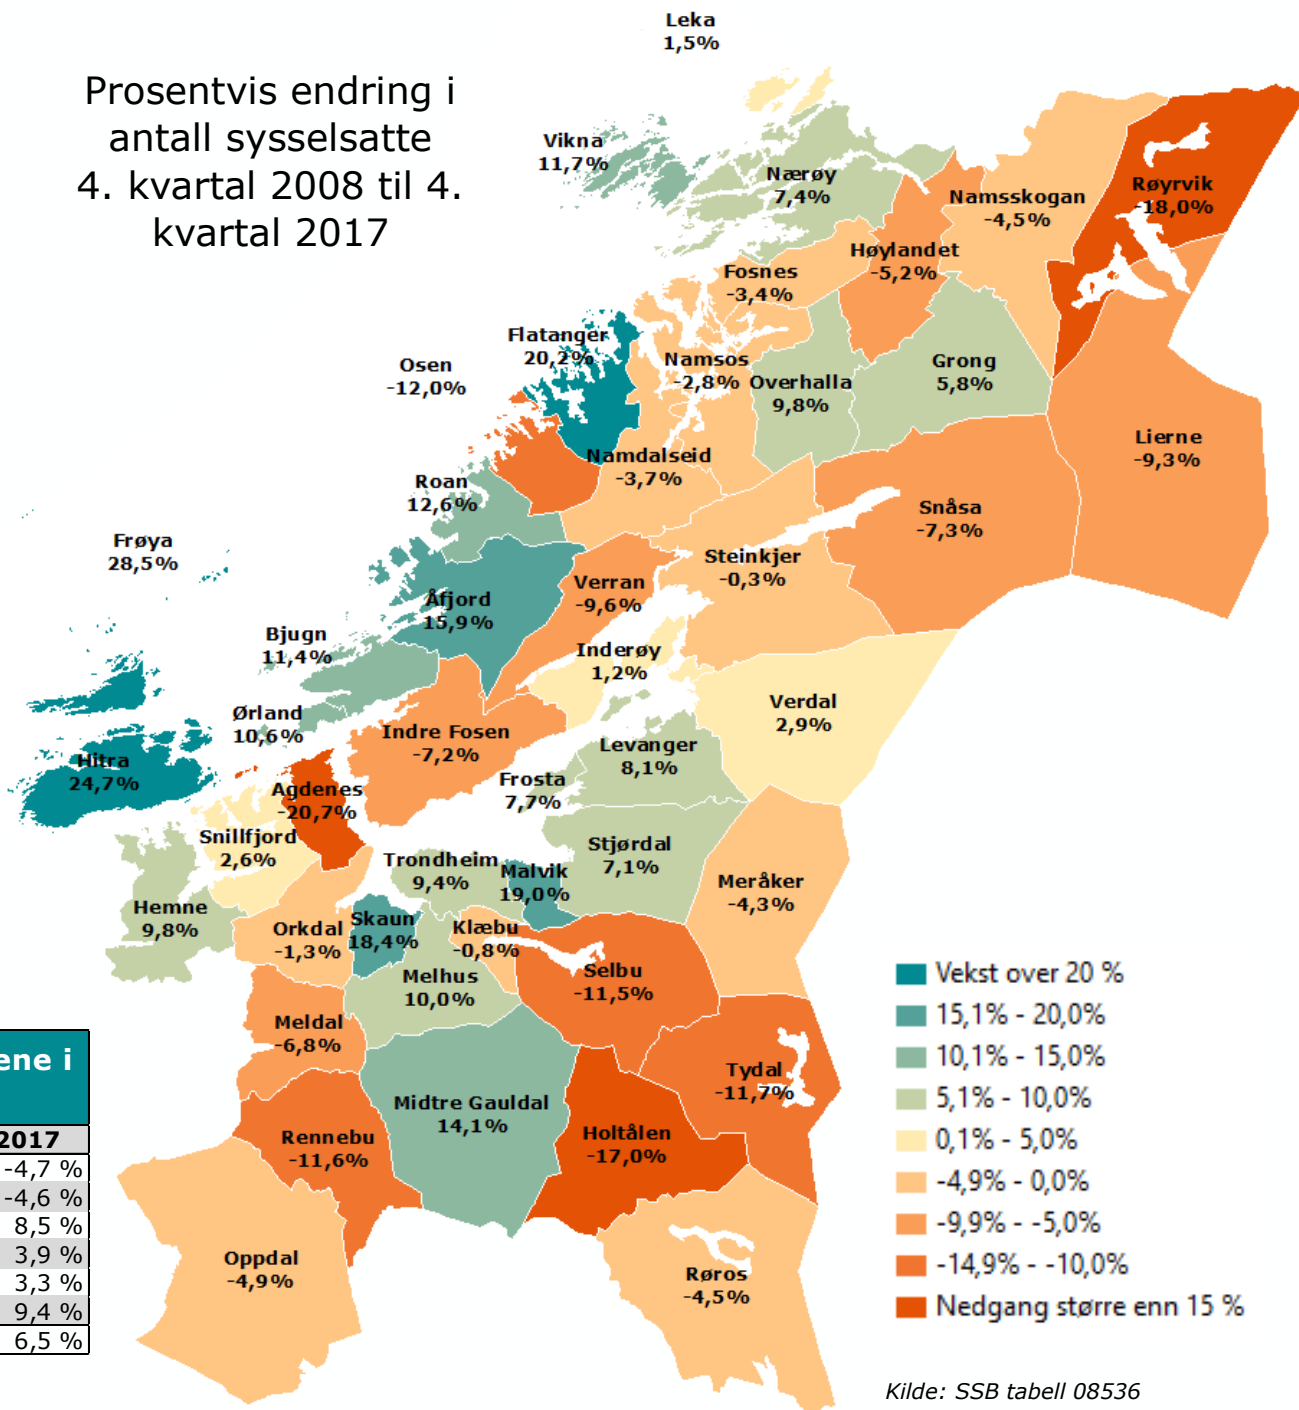 Leka
1,5%
Prosentvis endring i
antall sysselsatte
4. kvartal 2008 til 4.
kvartal 2017
Vikna
11,7%
Nærøy
7,4%
Namsskogan
-4,5%
Røyrvik
-18,0%
Høylandet
-5,2%
Fosnes
-3,4%
Flatanger
20,2%
Osen
-12,0%
Namsos
-2,8%
Overhalla
9,8%
Grong
5,8%
Lierne
-9,3%
Namdalseid
-3,7%
Roan
12,6%
Snåsa
-7,3%
Frøya
28,5%
Steinkjer
-0,3%
Verran
-9,6%
Åfjord
15,9%
Bjugn
11,4%
Inderøy
1,2%
Verdal
2,9%
Ørland
10,6%
Indre Fosen
-7,2%
Levanger
8,1%
Hitra
24,7%
Frosta
7,7%
Agdenes
-20,7%
Snillfjord
2,6%
Stjørdal
7,1%
Trondheim
9,4%
Malvik
19,0%
Meråker
-4,3%
Hemne
9,8%
Orkdal
-1,3%
Skaun
18,4%
Klæbu
-0,8%
Melhus
10,0%
Selbu
-11,5%
Meldal
-6,8%
Tydal
-11,7%
Midtre Gauldal
14,1%
Rennebu
-11,6%
Holtålen
-17,0%
Oppdal
-4,9%
Røros
-4,5%
ene i
2017
-4,7 %
-4,6 %
8,5 %
3,9 %
3,3 %
9,4 %
6,5 %
Vekst over 20 %
15,1% - 20,0%
10,1% - 15,0%
5,1% - 10,0%
0,1% - 5,0%
-4,9% - 0,0%
-9,9% - -5,0%
-14,9% - -10,0%
Nedgang større enn 15 %
Kilde: SSB tabell 08536